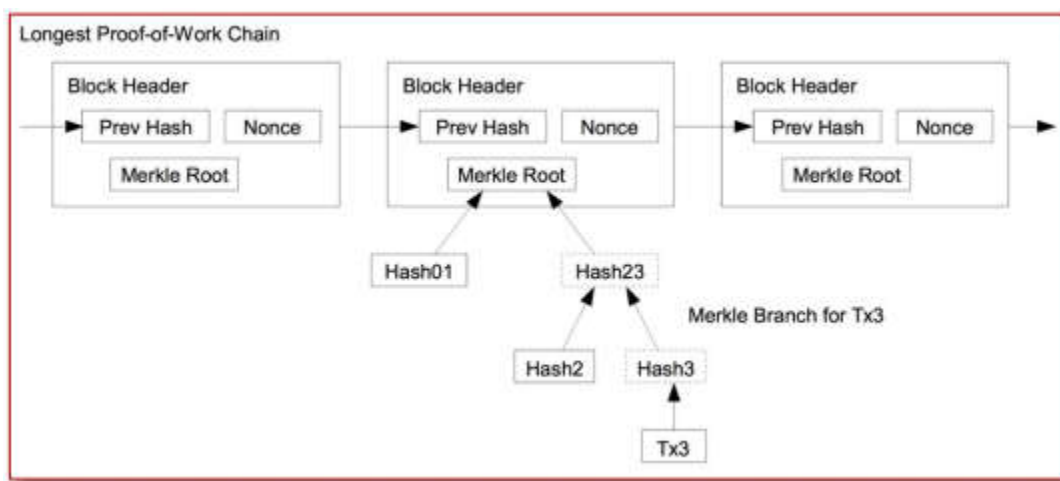 Longest Proof-of-Work Chain
Block Header
Prev Hash
Nonce
Merkle Root
Block Header
Prev Hash
Nonce
Merkle Root
Block Header
Prev Hash
Nonce
Merkle Root
Hash01
Hash23
Merkle Branch for Tx3
Hash2
Hash3
Tx3